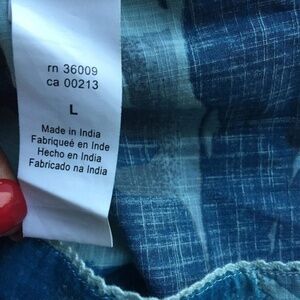 rn 36009
ca 00213
L
Made in India
Fabriqueé en Inde
Hecho en India
Fabricado na India